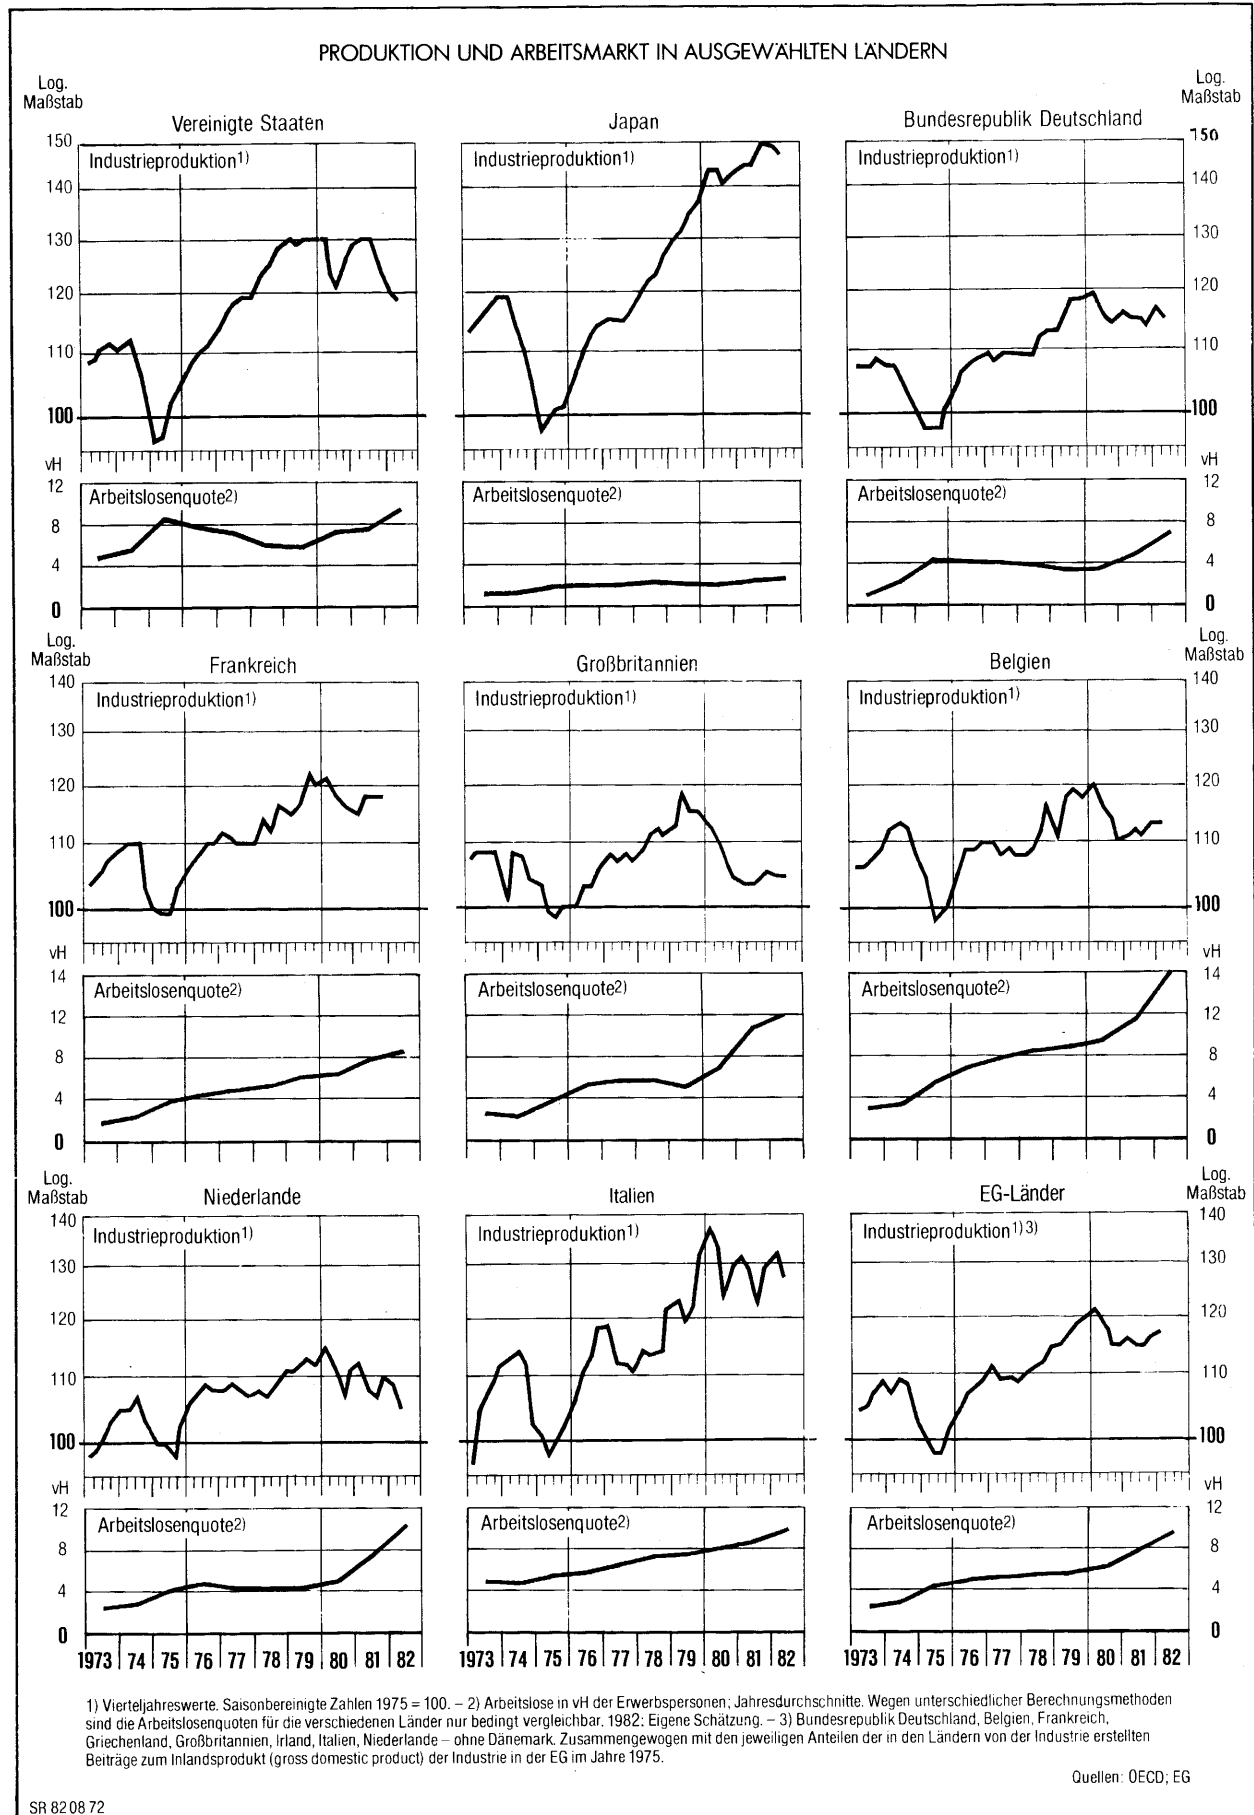 PRODUKTION UND ARBEITSMARKT IN AUSGEWÄHLTEN LÄNDERN
Log.
Maßstab
Log.
Maßstab
Vereinigte Staaten
Japan
Bundesrepublik Deutschland
150
140
130
120
110
100
vH
Industrieproduktion1)
Industrieproduktion1)
Industrieproduktion1)
150
140
130
120
110
100
vH
12
8
4
0
Arbeitslosenquote2)
Arbeitslosenquote2)
Arbeitslosenquote2)
12
8
4
0
Log.
Maßstab
Log.
Maßstab
Frankreich
Großbritannien
Belgien
140
130
120
110
100
vH
Industrieproduktion1)
Industrieproduktion1)
Industrieproduktion1)
140
130
120
110
100
vH
14
12
8
4
0
Arbeitslosenquote2)
Arbeitslosenquote2)
Arbeitslosenquote2)
14
12
8
4
0
Log.
Maßstab
Log.
Maßstab
Niederlande
Italien
EG-Länder
140
130
120
110
100
vH
Industrieproduktion1)
Industrieproduktion1)
Industrieproduktion1)3)
140
130
120
110
100
vH
12
8
4
0
Arbeitslosenquote2)
Arbeitslosenquote2)
Arbeitslosenquote2)
12
8
4
0
1973 74 75 76 77 78 79 80 81 82
1973 74 75 76 77 78 79 80 81 82
1973 74 75 76 77 78 79 80 81 82
1) Vierteljahreswerte. Saisonbereinigte Zahlen 1975 = 100. – 2) Arbeitslose in vH der Erwerbspersonen; Jahresdurchschnitte. Wegen unterschiedlicher Berechnungsmethoden
sind die Arbeitslosenquoten für die verschiedenen Länder nur bedingt vergleichbar. 1982: Eigene Schätzung. – 3) Bundesrepublik Deutschland, Belgien, Frankreich,
Griechenland, Großbritannien, Irland, Italien, Niederlande – ohne Dänemark. Zusammengewogen mit den jeweiligen Anteilen der in den Ländern von der Industrie erstellten
Beiträge zum Inlandsprodukt (gross domestic product) der Industrie in der EG im Jahre 1975.
Quellen: OECD; EG
SR 82 08 72